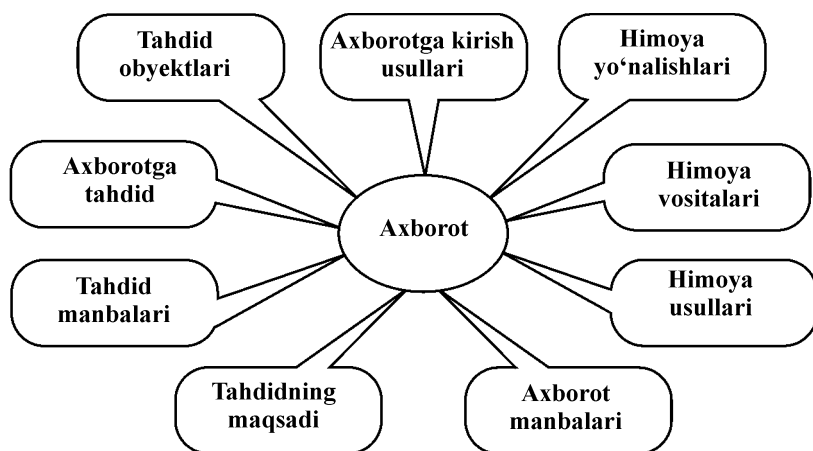 Tahdid
obyektlari
Axborotga kirish
usullari
Himoya
yo‘nalishlari
Axborotga
tahdid
Himoya
vositalari
Axborot
Tahdid
manbalari
Himoya
usullari
Tahdidning
maqsadi
Axborot
manbalari